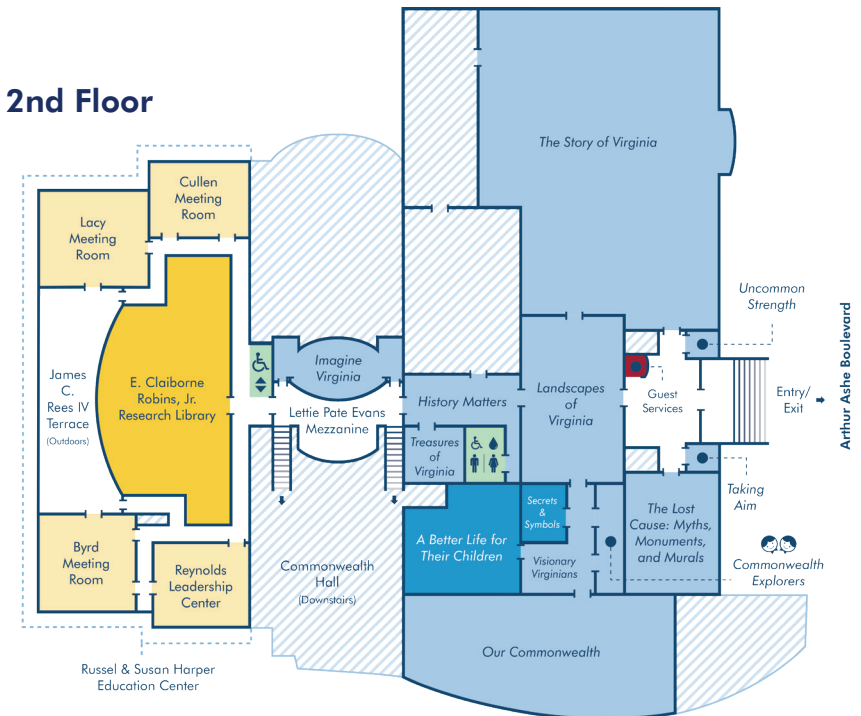 2nd Floor
Cullen
Meeting
Room
Lacy
Meeting
Room
The Story of Virginia
Uncommon
Strength
Arthur Ashe Boulevard
James
C.
Rees IV
Terrace
(Outdoors)
E. Claiborne
Robins, Jr.
Research Library
Imagine
Virginia
Lettie Pate Evans
Mezzanine
History Matters
Landscapes
of
Virginia
Guest
Services
Entry/
Exit
Treasures
of
Virginia
Taking
Aim
Secrets
&
Symbols
A Better Life for
Their Children
Visionary
Virginians
The Lost
Cause: Myths,
Monuments,
and Murals
Commonwealth
Explorers
Byrd
Meeting
Room
Reynolds
Leadership
Center
Commonwealth
Hall
(Downstairs)
Our Commonwealth
Russel & Susan Harper
Education Center